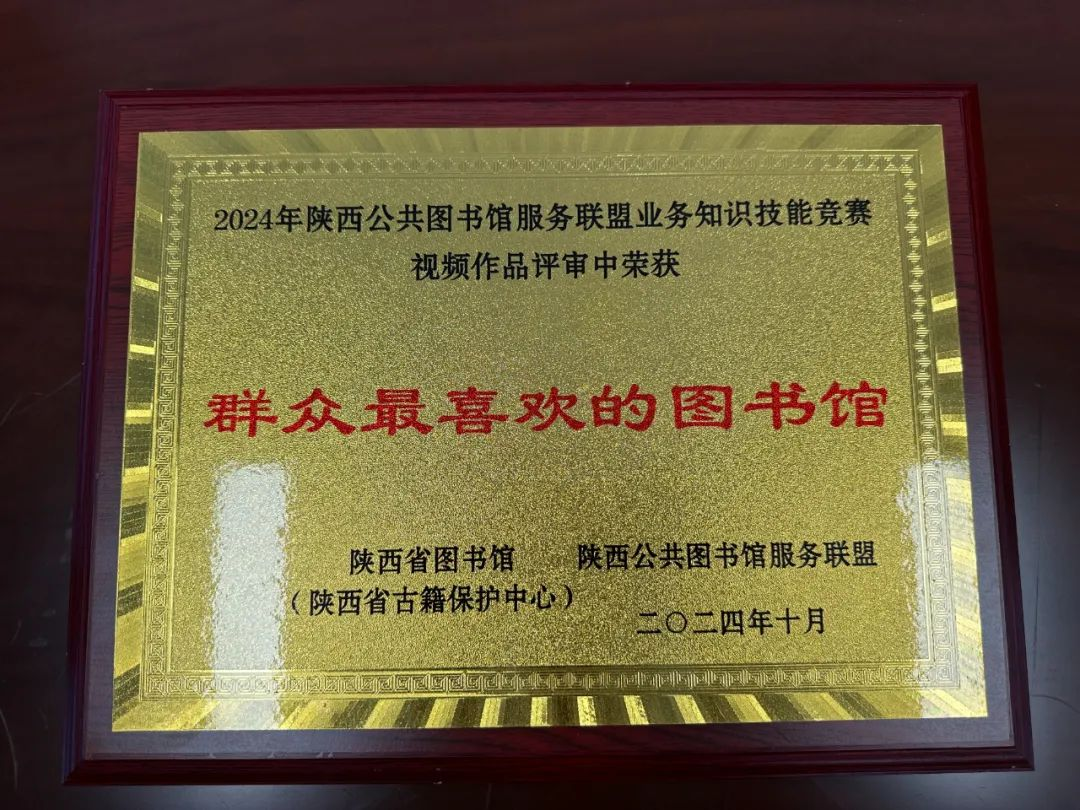 2024年陕西公共图书馆服务联盟业务知识技能竞赛
视频作品评审中荣获
群众最喜欢的图书馆
陕西省图书馆 陕西公共图书馆服务联盟
（陕西省古籍保护中心）
二〇二四年十月